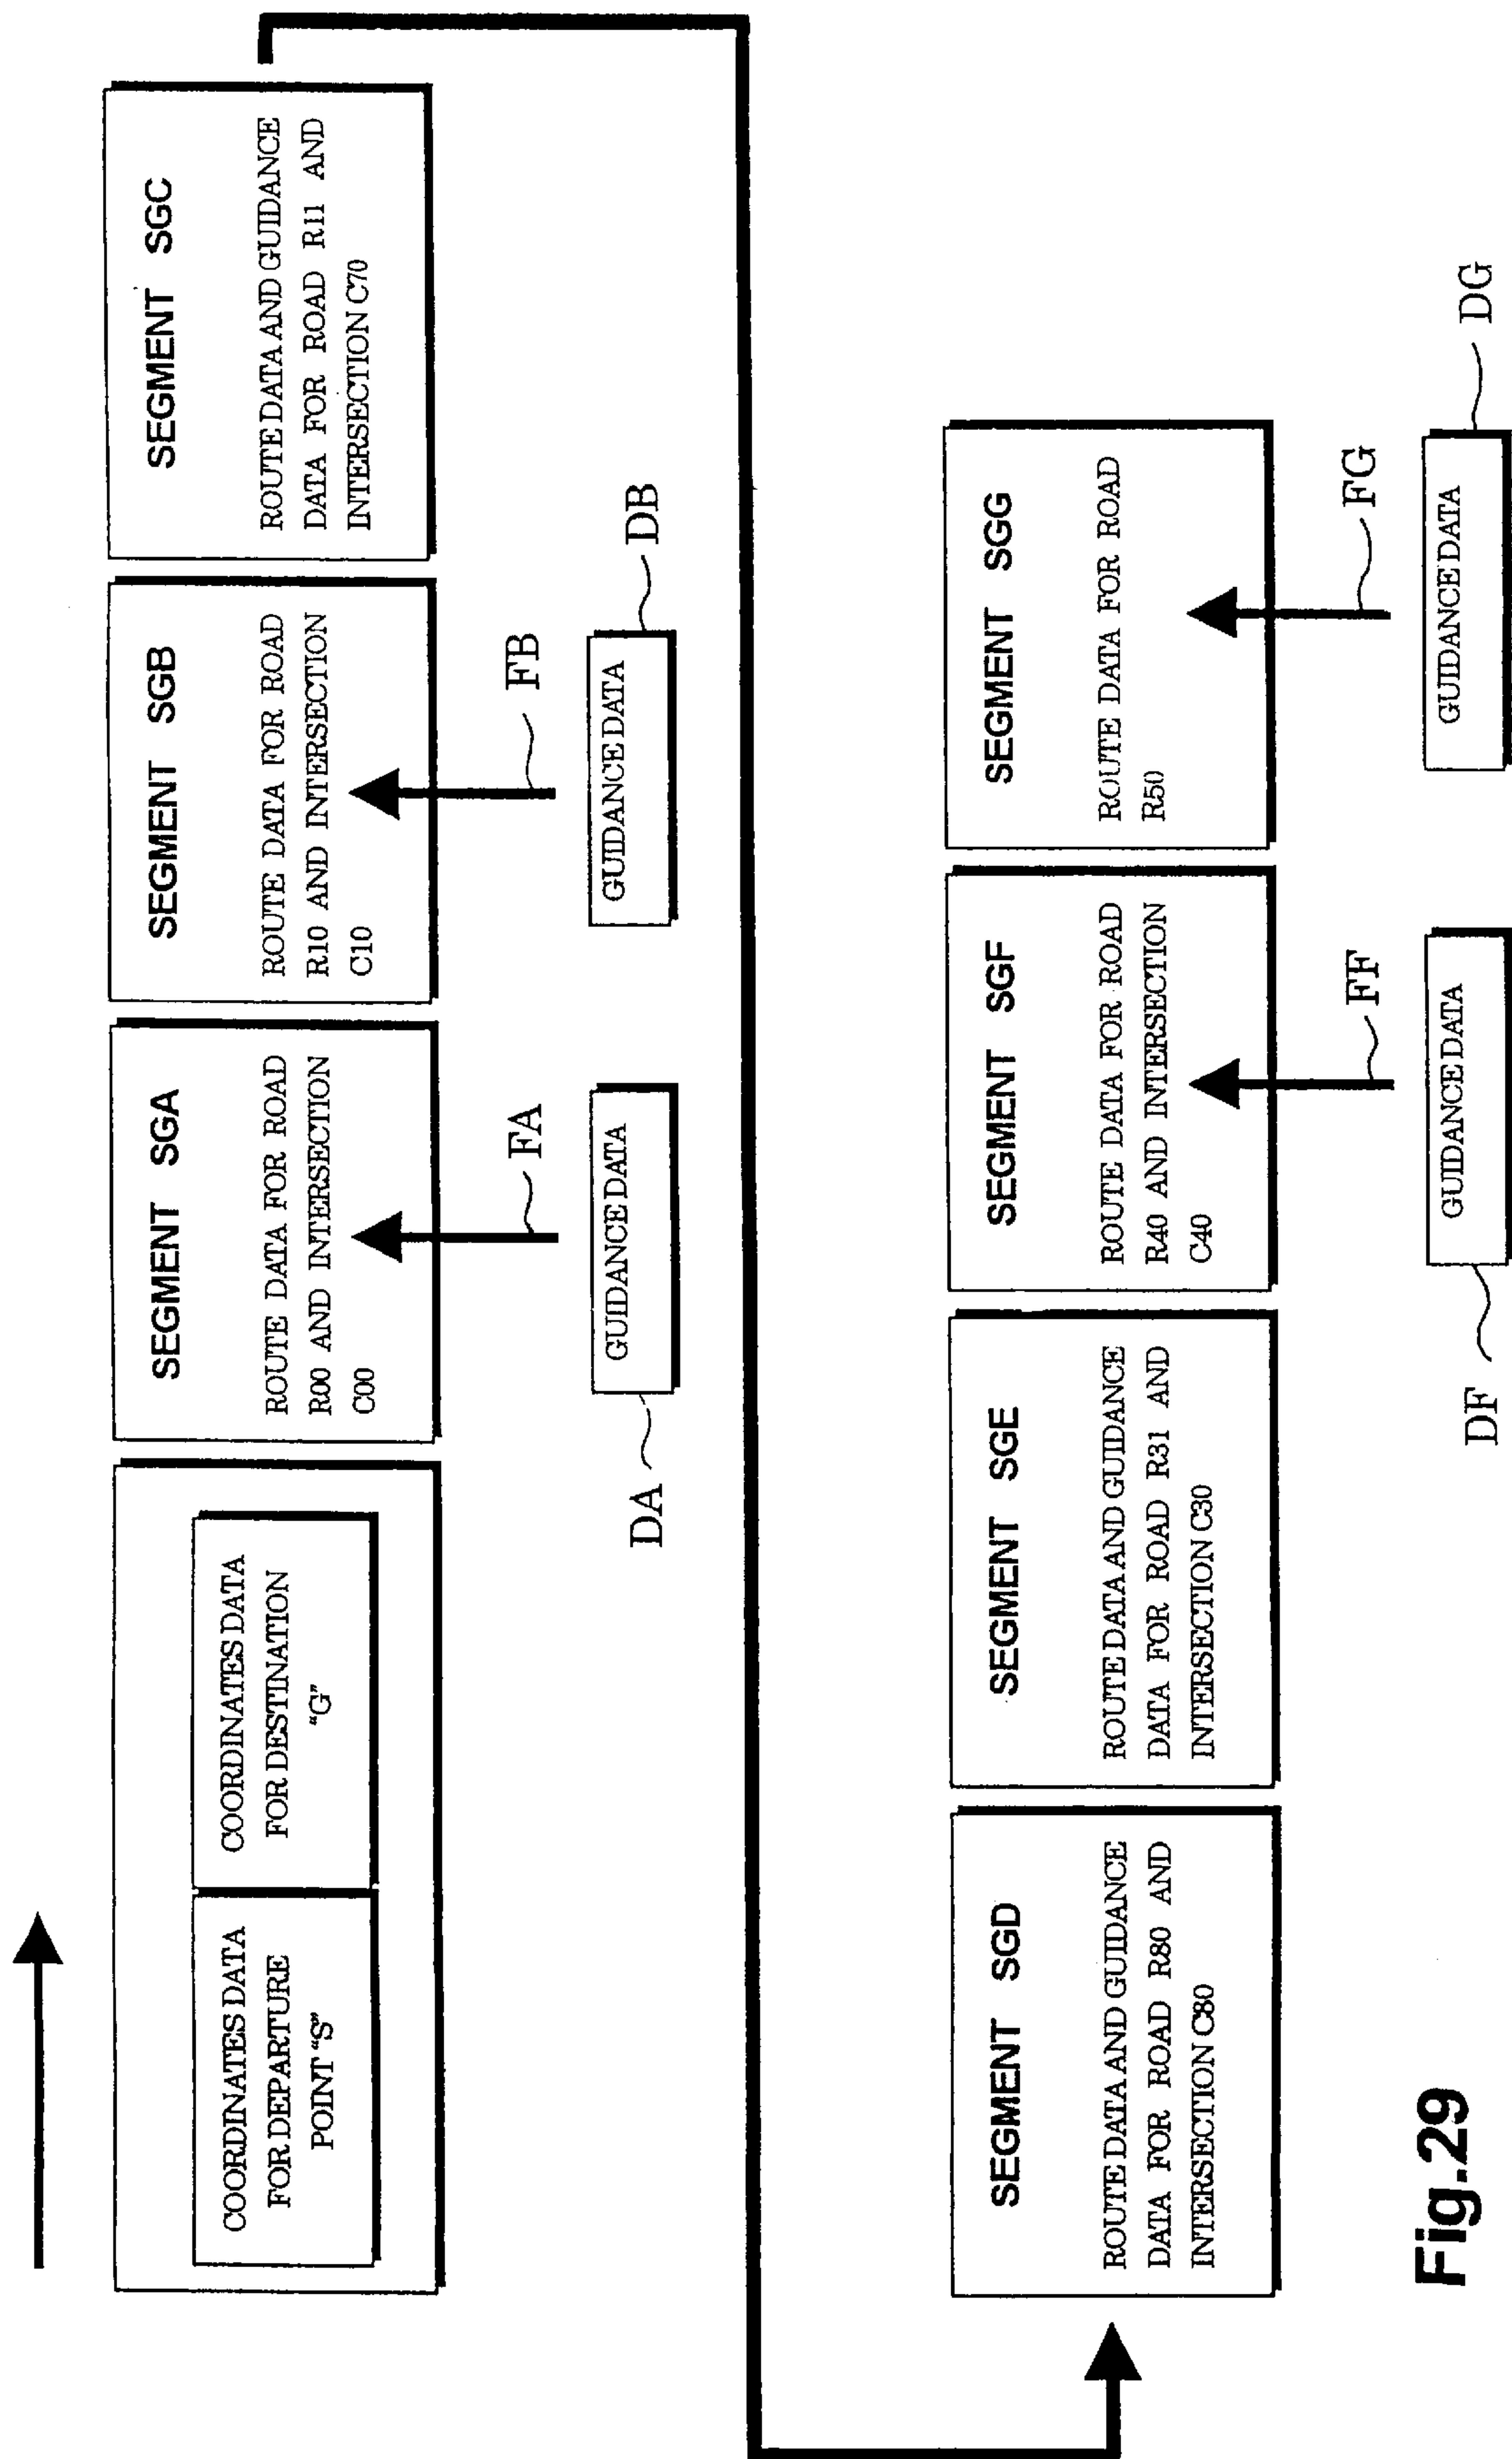 COORDINATES DATA
FOR DEPARTURE
POINT "S"
COORDINATES DATA
FOR DESTINATION
"G"
SEGMENT SGA
ROUTE DATA FOR ROAD
R00 AND INTERSECTION
C00
FA
GUIDANCE DATA
DA
SEGMENT SGB
ROUTE DATA FOR ROAD
R10 AND INTERSECTION
C10
FB
GUIDANCE DATA
DB
SEGMENT SGC
ROUTE DATA AND GUIDANCE
DATA FOR ROAD R11 AND
INTERSECTION C70
SEGMENT SGD
ROUTE DATA AND GUIDANCE
DATA FOR ROAD R80 AND
INTERSECTION C80
SEGMENT SGE
ROUTE DATA AND GUIDANCE
DATA FOR ROAD R31 AND
INTERSECTION C30
SEGMENT SGF
ROUTE DATA FOR ROAD
R40 AND INTERSECTION
C40
FF
GUIDANCE DATA
DF
SEGMENT SGG
ROUTE DATA FOR ROAD
R50
FG
GUIDANCE DATA
DG
Fig.29